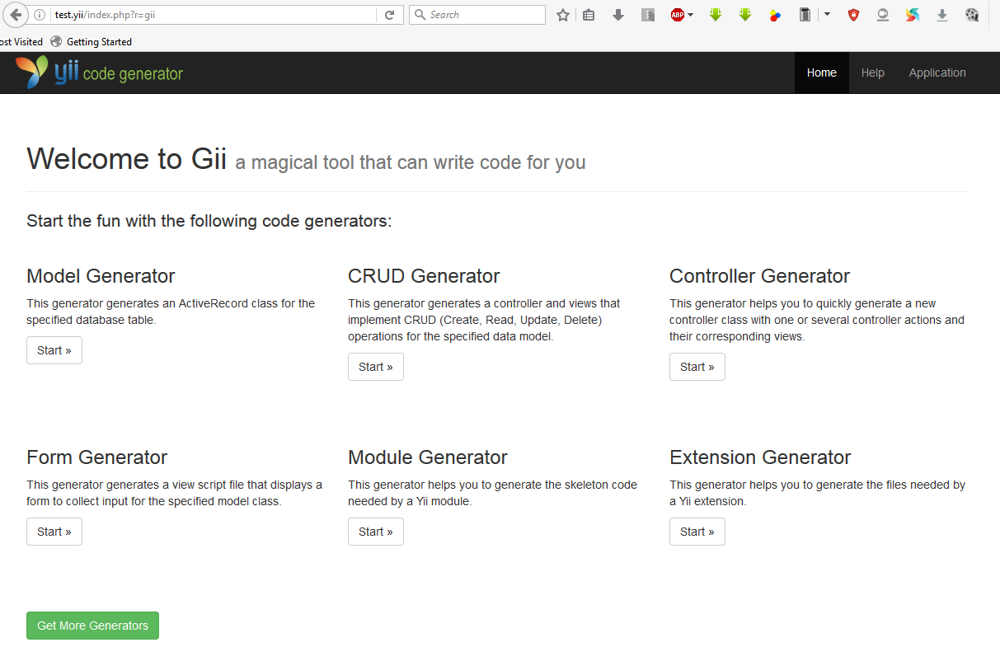 test.yii/index.php?r=gii
Search
ABP
ost Visited
Getting Started
yii code generator
Home
Help
Application
Welcome to Gii a magical tool that can write code for you
Start the fun with the following code generators:
Model Generator
This generator generates an ActiveRecord class for the
specified database table.
Start »
CRUD Generator
This generator generates a controller and views that
implement CRUD (Create, Read, Update, Delete)
operations for the specified data model.
Start »
Controller Generator
This generator helps you to quickly generate a new
controller class with one or several controller actions and
their corresponding views.
Start »
Form Generator
This generator generates a view script file that displays a
form to collect input for the specified model class.
Start »
Module Generator
This generator helps you to generate the skeleton code
needed by a Yii module.
Start »
Extension Generator
This generator helps you to generate the files needed by
a Yii extension.
Start »
Get More Generators